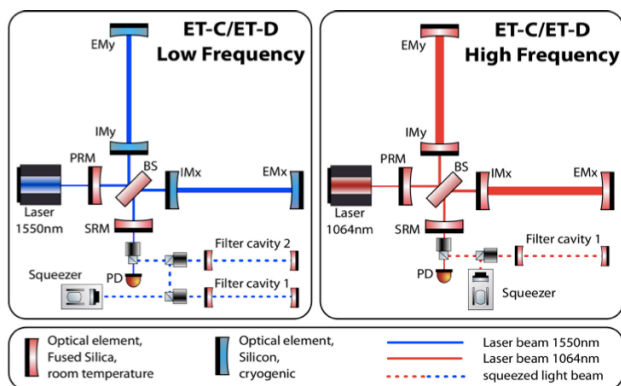 ET-C/ET-D
Low Frequency
EMy
IMy
PRM
BS
IMx
EMx
Laser
1550nm
SRM
Filter cavity 2
Squeezer
PD
Filter cavity 1
ET-C/ET-D
High Frequency
EMy
IMy
PRM
BS
IMx
EMx
Laser
1064nm
SRM
Filter cavity 1
PD
Squeezer
Optical element,
Fused Silica,
room temperature
Optical element,
Silicon,
cryogenic
Laser beam 1550nm
Laser beam 1064nm
squeezed light beam